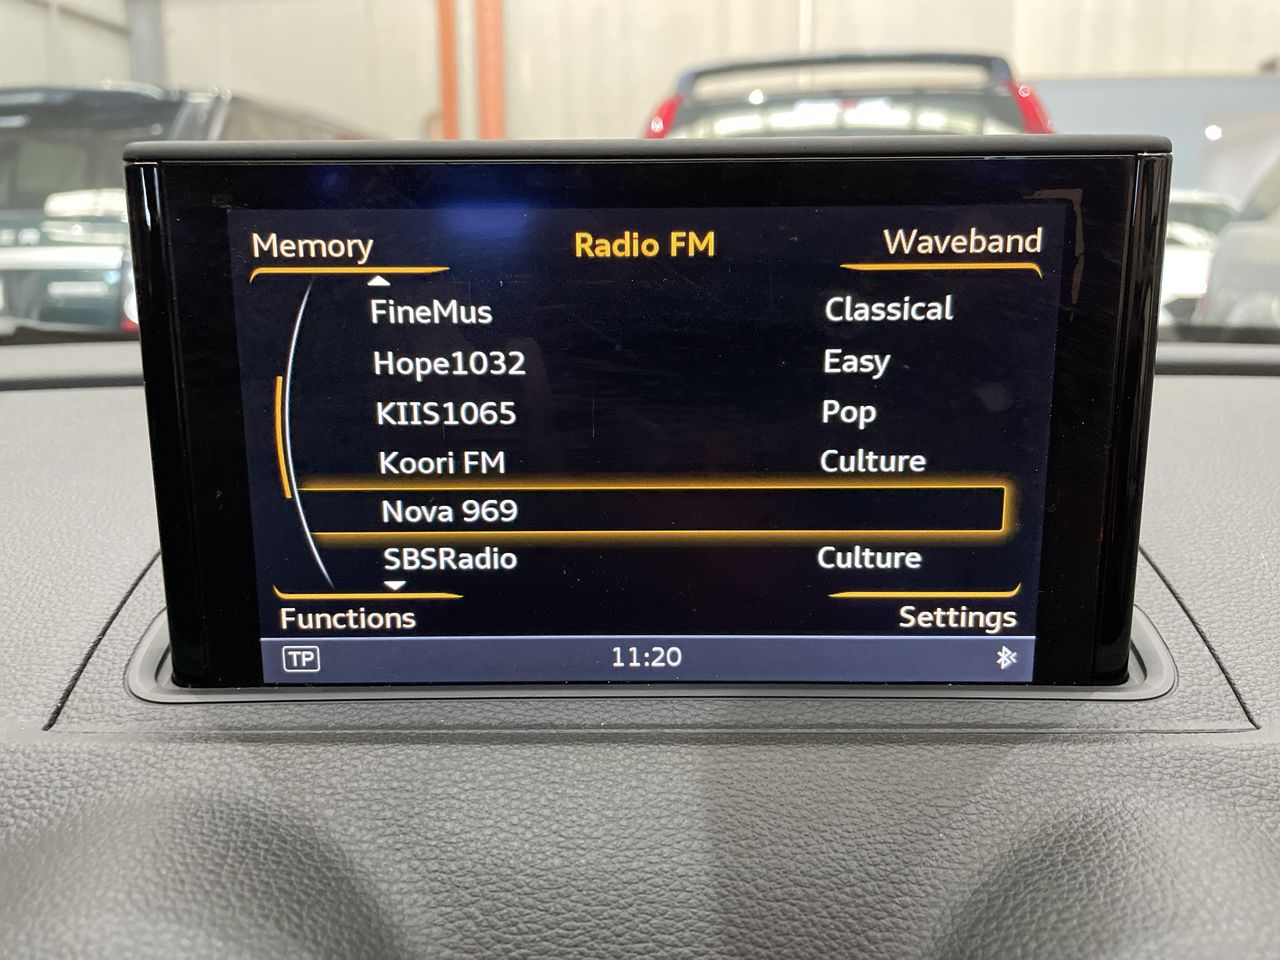 Memory Radio FM Waveband
FineMus Classical
Hope1032 Easy
KIIS1065 Pop
Koori FM Culture
Nova 969
SBSRadio Culture
Functions Settings
TP 11:20